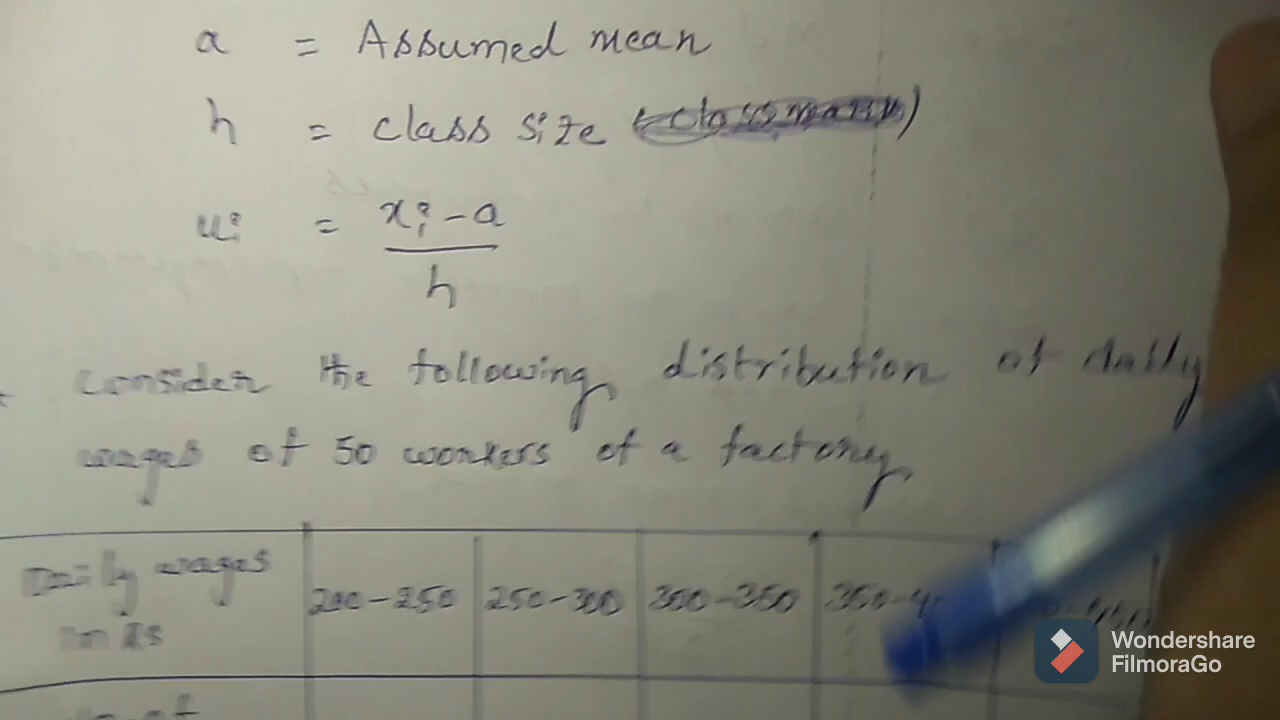 a = Assumed mean
h = class size
ui = xi - a / h
Consider the following distribution of daily
wages of 50 workers of a factory
Daily wages 200-250 250-300 300-350
in Rs
Wondershare
FilmoraGo